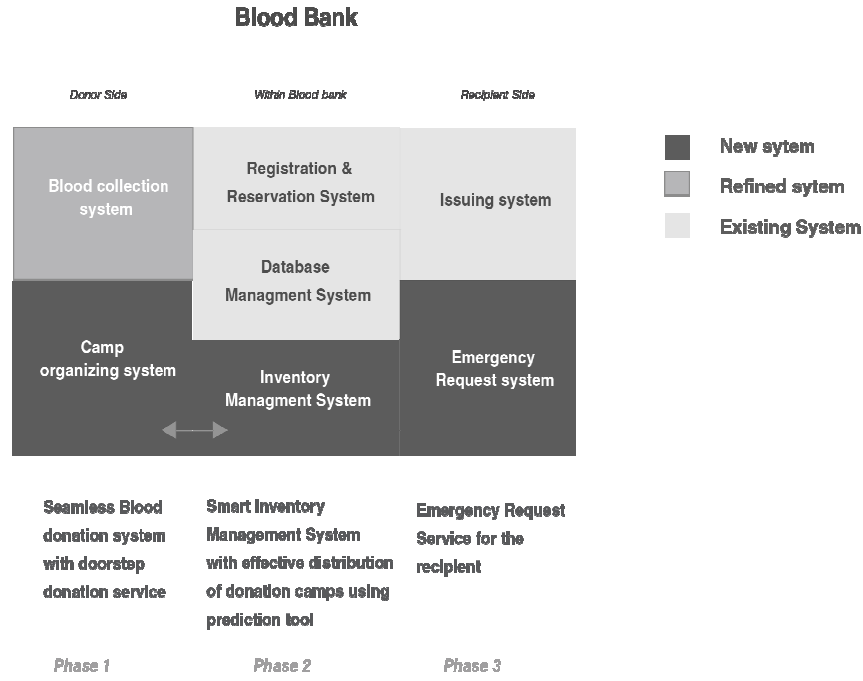 Blood Bank
Donor Side
Within Blood bank
Recipient Side
Blood collection
system
Registration &
Reservation System
Issuing system
Database
Managment System
Camp
organizing system
Inventory
Managment System
Emergency
Request system
New sytem
Refined sytem
Existing System
Seamless Blood
donation system
with doorstep
donation service
Smart Inventory
Management System
with effective distribution
of donation camps using
prediction tool
Emergency Request
Service for the
recipient
Phase 1
Phase 2
Phase 3